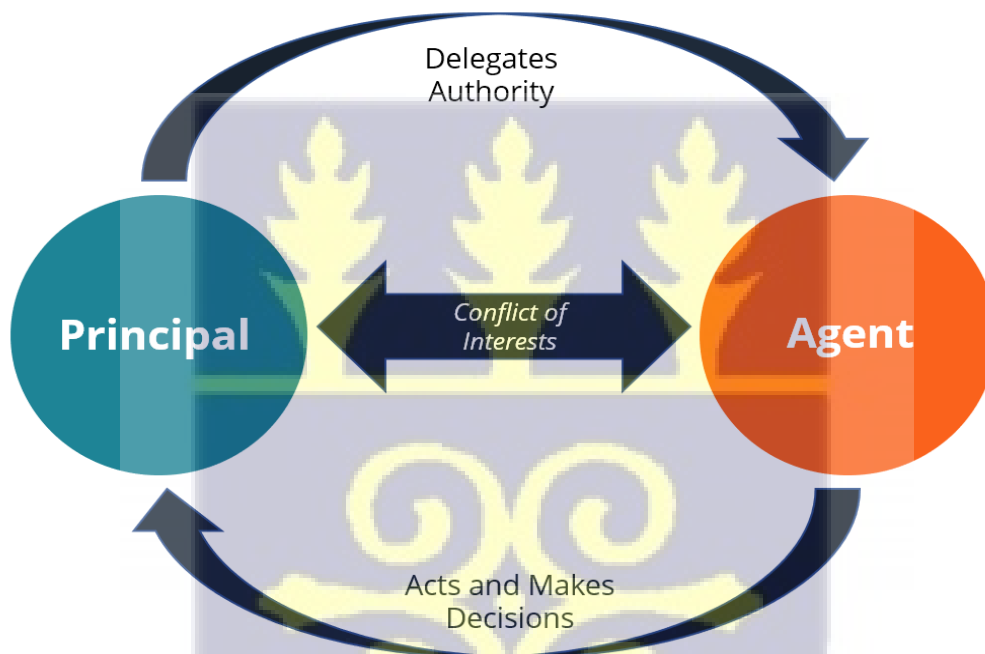 Delegates
Authority
Principal
Conflict of
Interests
Agent
Acts and Makes
Decisions